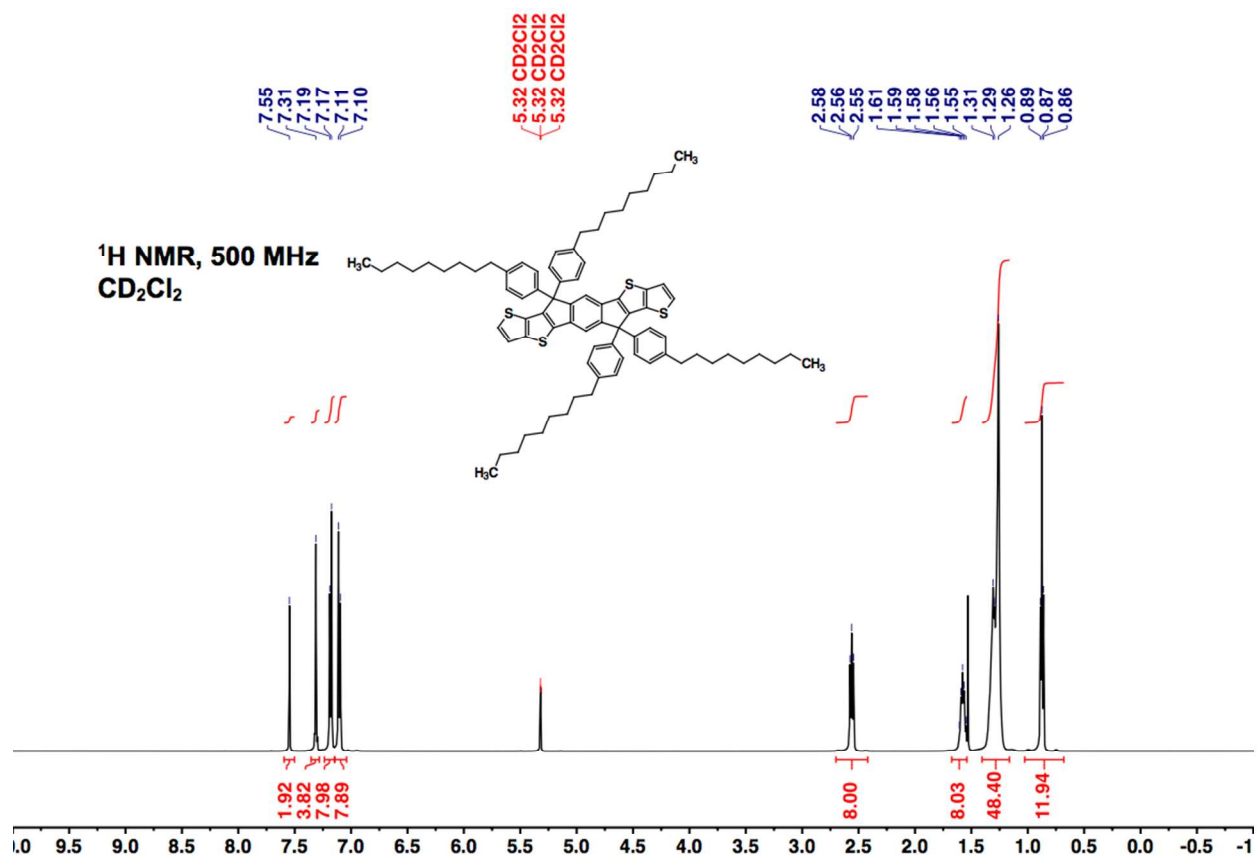 7.55
7.31
7.19
7.17
7.11
7.10
5.32 CD2Cl2
5.32 CD2Cl2
5.32 CD2Cl2
2.58
2.56
2.55
1.61
1.59
1.58
1.56
1.55
1.31
1.29
1.26
0.89
0.87
0.86
¹H NMR, 500 MHz
CD₂Cl₂
CH₃
H₃C
S
S
S
S
CH₃
H₃C
1.92
3.82
7.98
7.89
8.00
8.03
48.40
11.94
.0 9.5 9.0 8.5 8.0 7.5 7.0 6.5 6.0 5.5 5.0 4.5 4.0 3.5 3.0 2.5 2.0 1.5 1.0 0.5 0.0 -0.5 -1